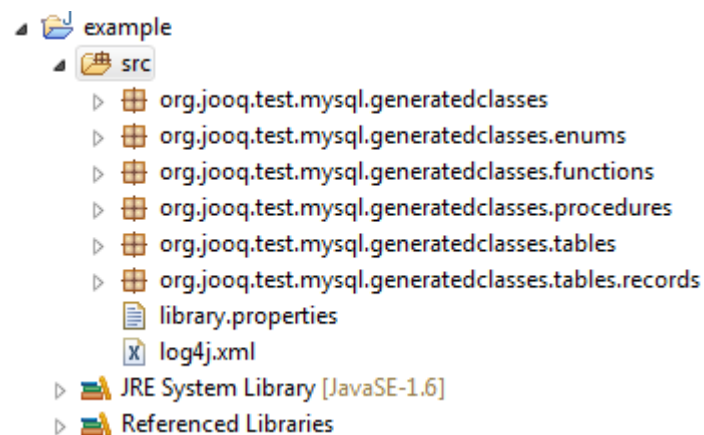 example
src
org.jooq.test.mysql.generatedclasses
org.jooq.test.mysql.generatedclasses.enums
org.jooq.test.mysql.generatedclasses.functions
org.jooq.test.mysql.generatedclasses.procedures
org.jooq.test.mysql.generatedclasses.tables
org.jooq.test.mysql.generatedclasses.tables.records
library.properties
log4j.xml
JRE System Library [JavaSE-1.6]
Referenced Libraries